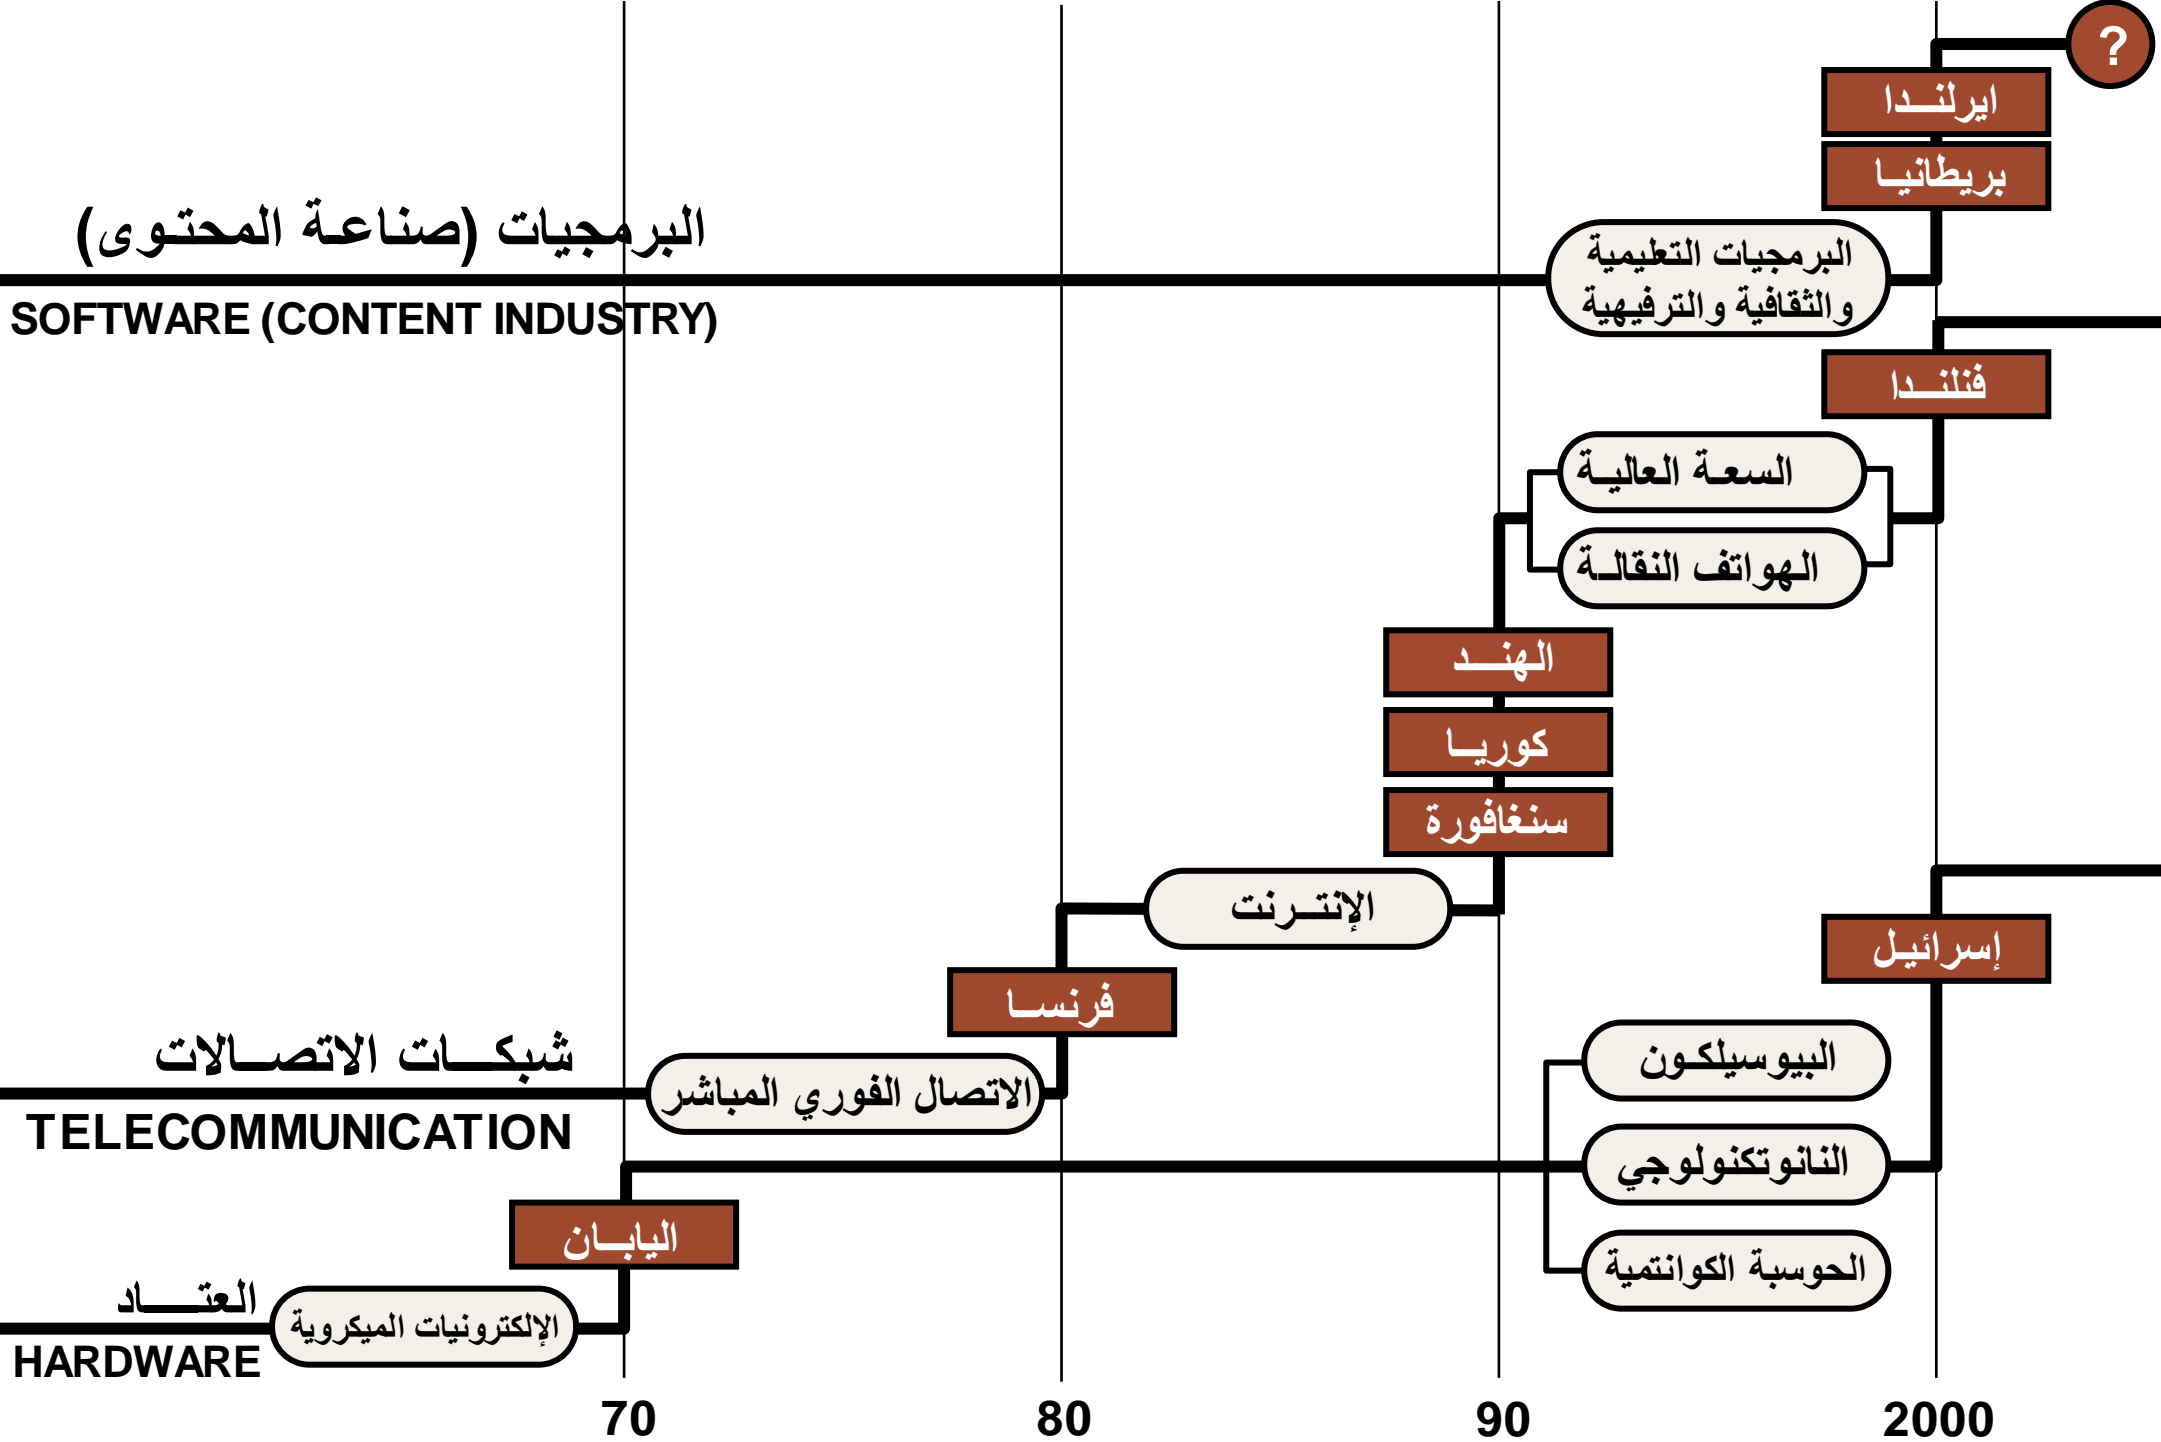 ?
ايرلندا
بريطانيا
البرمجيات (صناعة المحتوى)
SOFTWARE (CONTENT INDUSTRY)
البرمجيات التعليمية
والثقافية والترفيهية
فنلندا
السعة العالية
الهواتف النقالة
الهند
كوريا
سنغافورة
الإنترنت
إسرائيل
فرنسا
شبكات الاتصالات
TELECOMMUNICATION
الاتصال الفوري المباشر
البيوسيلكون
النانوتكنولوجي
الحوسبة الكوانتمية
اليابان
العتاد
HARDWARE
الإلكترونيات الميكروية
70
80
90
2000